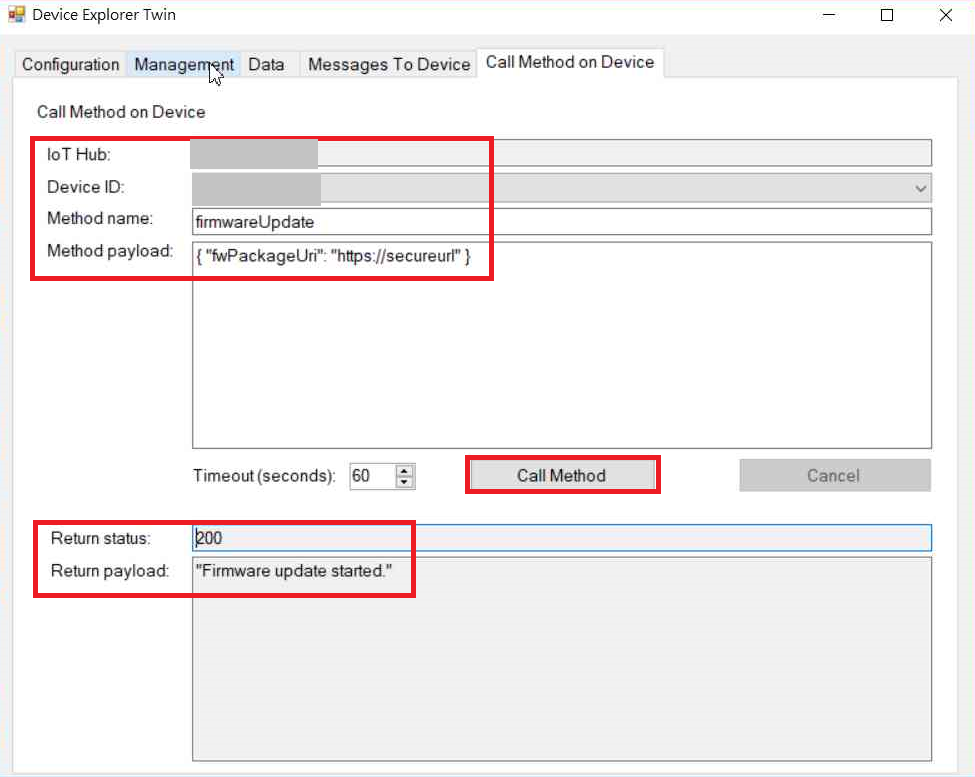 Device Explorer Twin
Configuration Management Data Messages To Device Call Method on Device
Call Method on Device
IoT Hub:
Device ID:
Method name: firmwareUpdate
Method payload: { "fwPackageUri": "https://secureurl" }
Timeout (seconds): 60 Call Method Cancel
Return status: 200
Return payload: "Firmware update started."